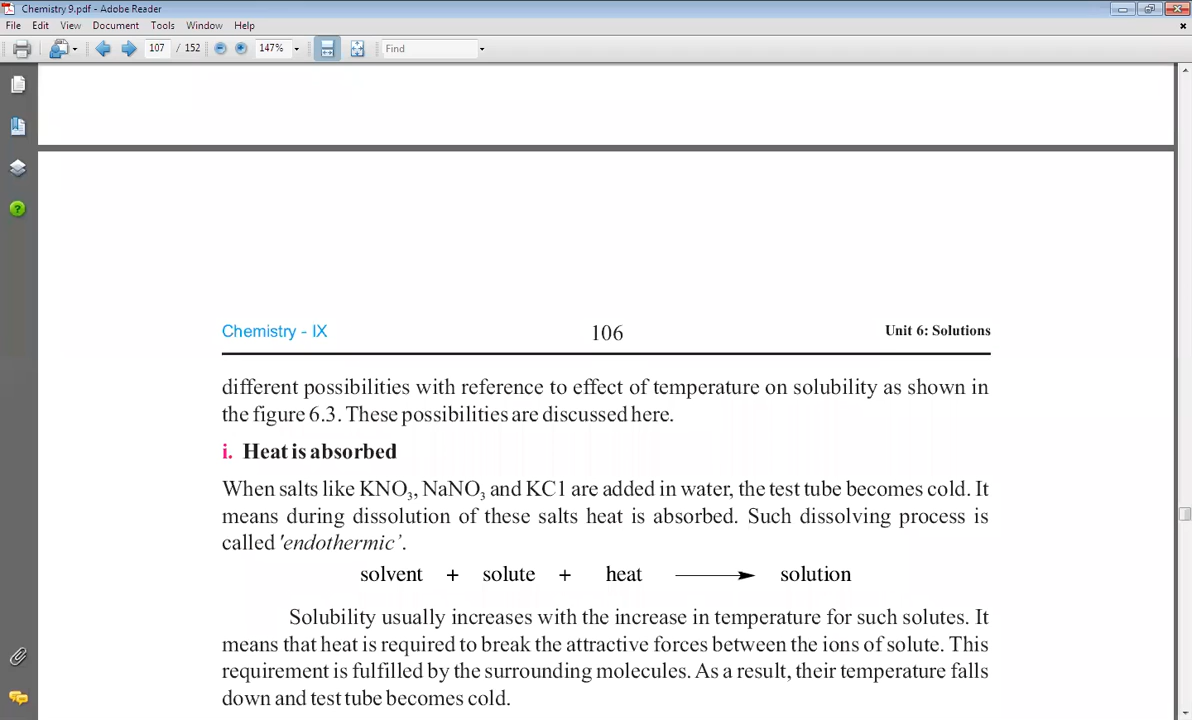 Chemistry 9.pdf - Adobe Reader
File Edit View Document Tools Window Help
107 / 152 147% Find
Chemistry - IX 106 Unit 6: Solutions
different possibilities with reference to effect of temperature on solubility as shown in
the figure 6.3. These possibilities are discussed here.
i. Heat is absorbed
When salts like KNO₃, NaNO₃ and KC1 are added in water, the test tube becomes cold. It
means during dissolution of these salts heat is absorbed. Such dissolving process is
called 'endothermic’.
solvent + solute + heat ⟶ solution
Solubility usually increases with the increase in temperature for such solutes. It
means that heat is required to break the attractive forces between the ions of solute. This
requirement is fulfilled by the surrounding molecules. As a result, their temperature falls
down and test tube becomes cold.